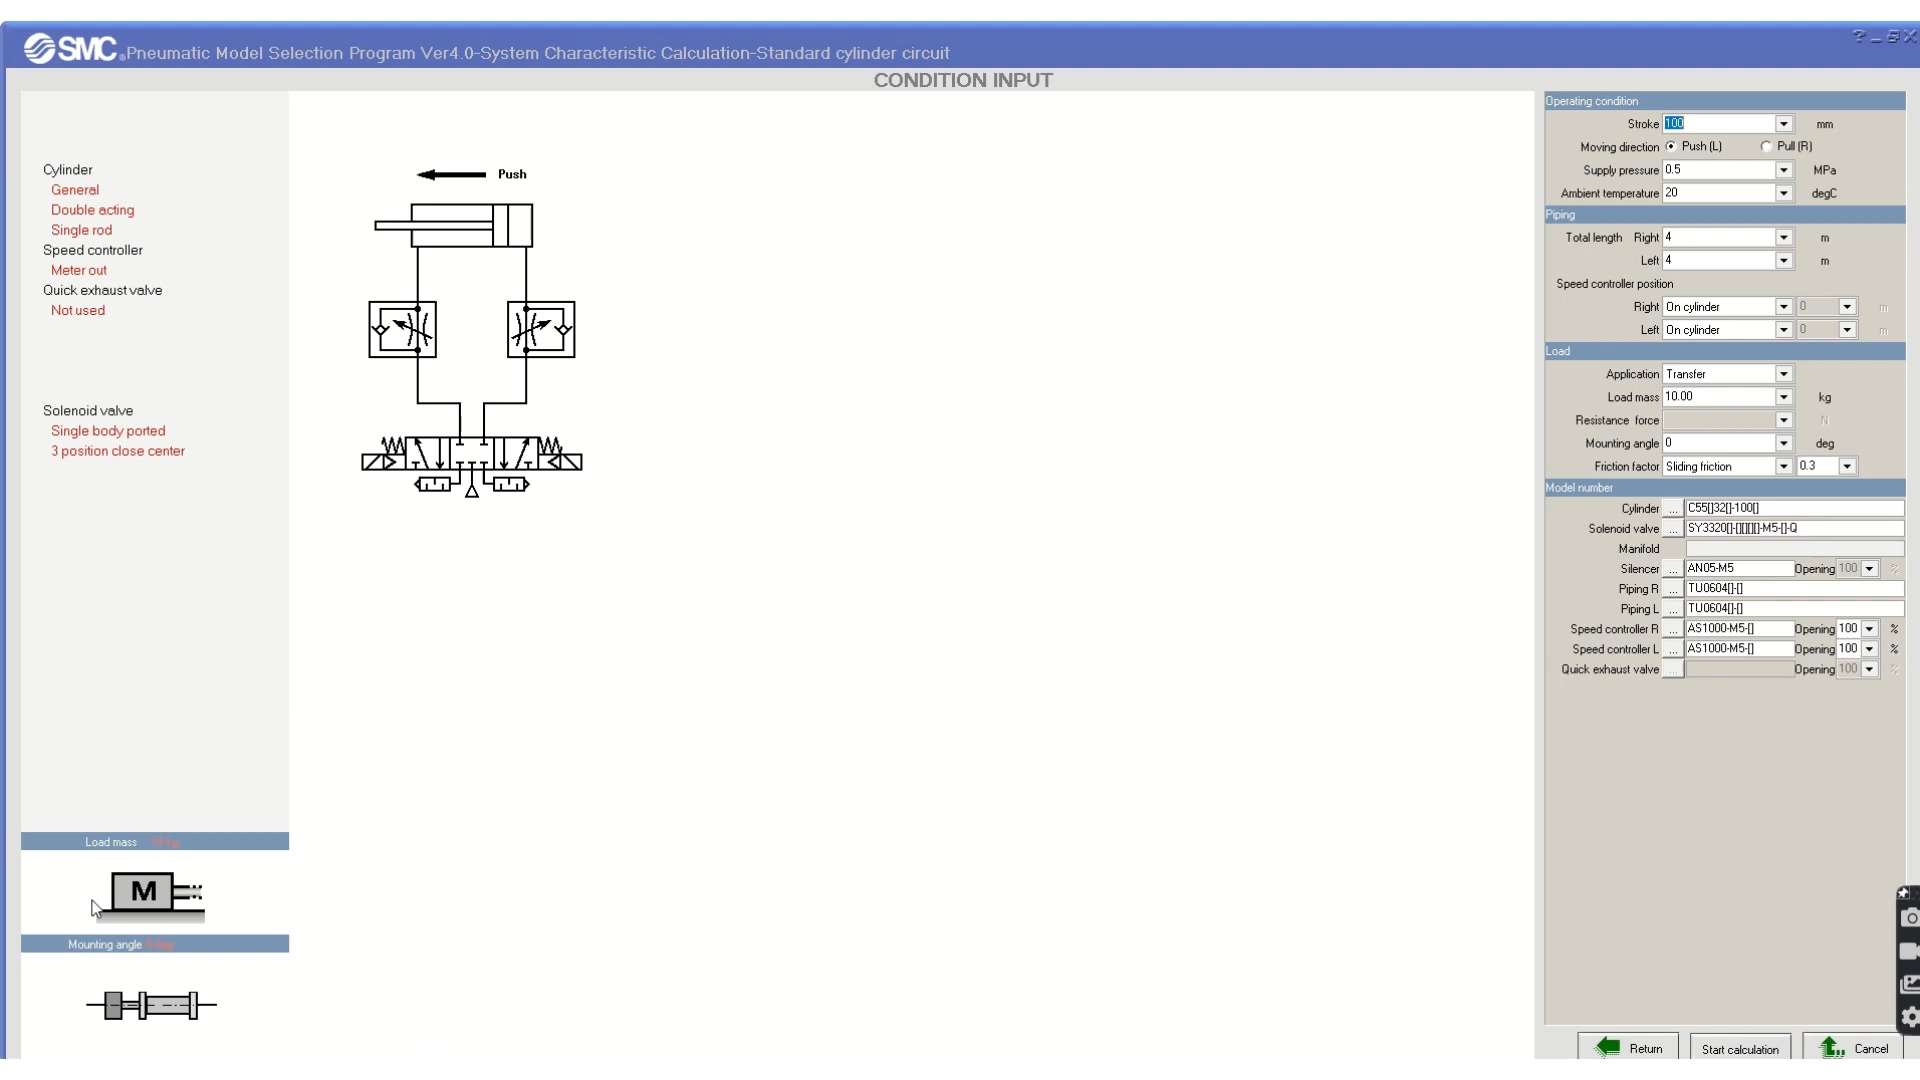 SMC Pneumatic Model Selection Program Ver4.0-System Characteristic Calculation-Standard cylinder circuit
CONDITION INPUT
Cylinder
General
Double acting
Single rod
Speed controller
Meter out
Quick exhaust valve
Not used
Solenoid valve
Single body ported
3 position close center
Load mass
M
Mounting angle
Push
Operating condition
Stroke 100 mm
Moving direction Push (L) Pull (R)
Supply pressure 0.5 MPa
Ambient temperature 20 degC
Piping
Total length Right 4 m
Left 4 m
Speed controller position
Right On cylinder 0 m
Left On cylinder 0 m
Load
Application Transfer
Load mass 10.00 kg
Resistance force N
Mounting angle 0 deg
Friction factor Sliding friction 0.3
Model number
Cylinder ... C55[]32[]-100[]
Solenoid valve ... SY3320[]-[][][][]-M5-[]-Q
Manifold
Silencer ... AN05-M5 Opening 100 %
Piping R ... TU0604[]-[]
Piping L ... TU0604[]-[]
Speed controller R ... AS1000-M5-[] Opening 100 %
Speed controller L ... AS1000-M5-[] Opening 100 %
Quick exhaust valve ... Opening 100 %
Return Start calculation Cancel